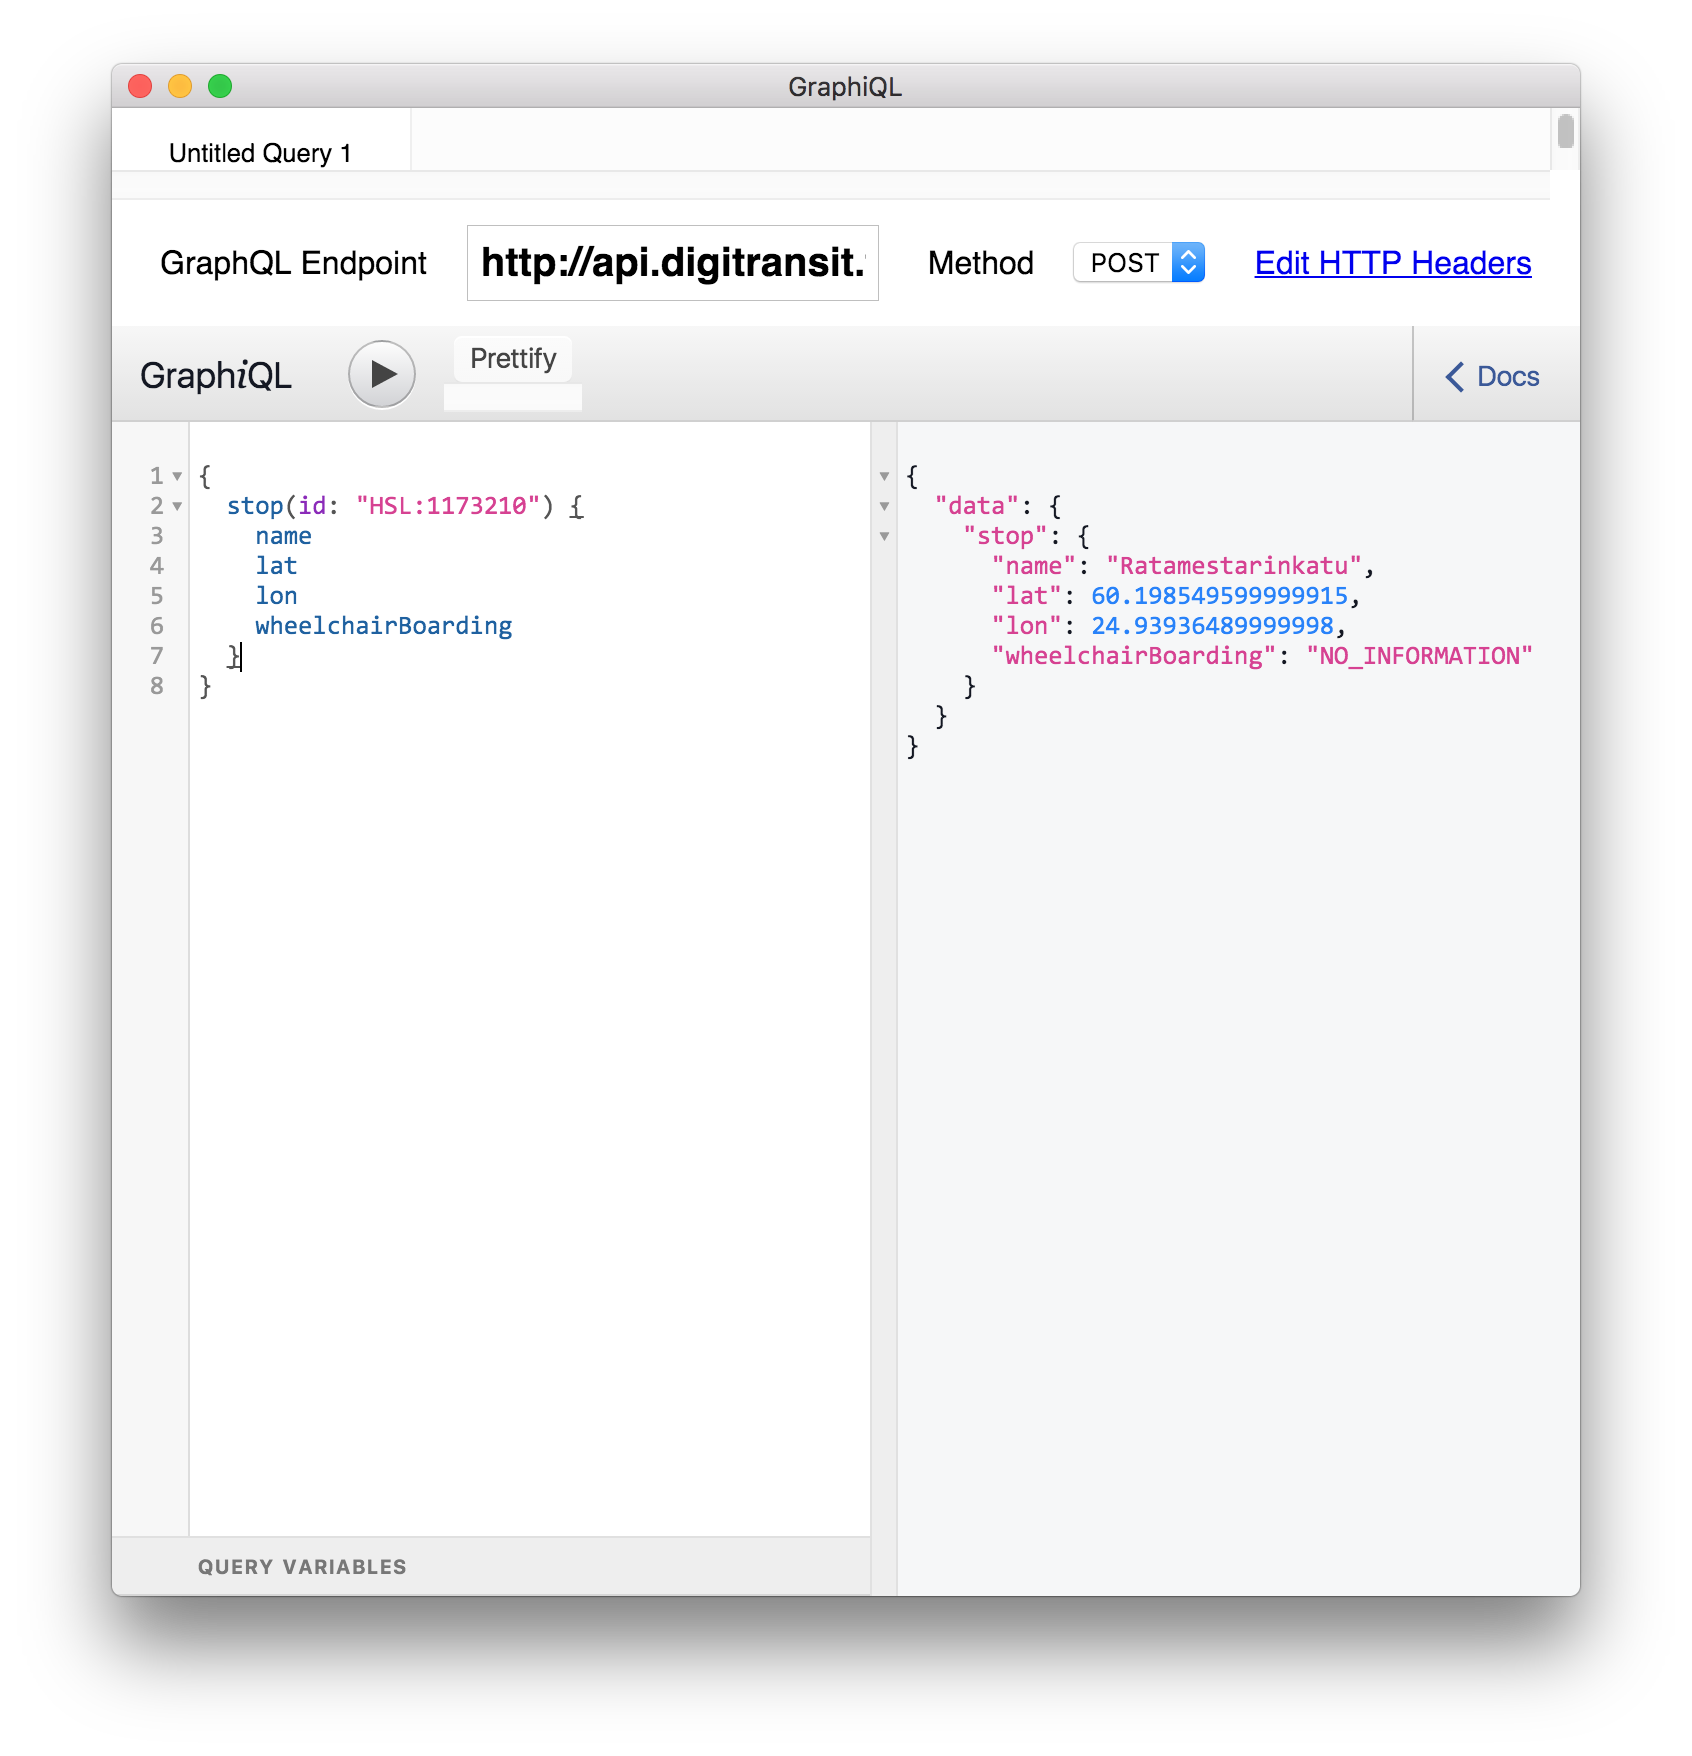 GraphiQL
Untitled Query 1
GraphQL Endpoint
http://api.digitransit.
Method
POST
Edit HTTP Headers
GraphiQL
Prettify
Docs
1 {
2   stop(id: "HSL:1173210") {
3     name
4     lat
5     lon
6     wheelchairBoarding
7   }
8 }
{
  "data": {
    "stop": {
      "name": "Ratamestarinkatu",
      "lat": 60.198549599999915,
      "lon": 24.93936489999998,
      "wheelchairBoarding": "NO_INFORMATION"
    }
  }
}
QUERY VARIABLES